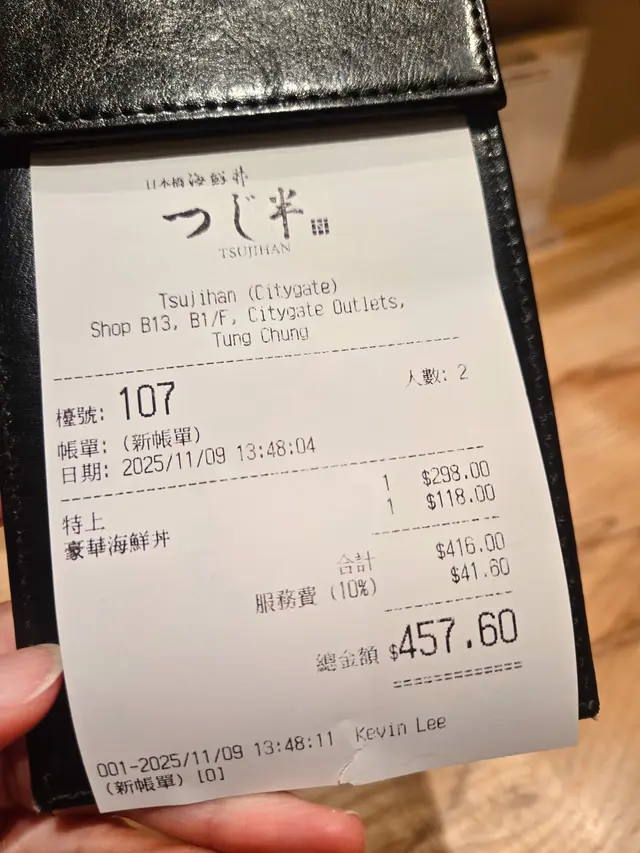 日本橋海鮮丼
つじ半
TSUJIHAN
Tsujihan (Citygate)
Shop B13, B1/F, Citygate Outlets,
Tung Chung
檯號: 107 人數: 2
帳單: (新帳單)
日期: 2025/11/09 13:48:04
特上 1 $298.00
豪華海鮮丼 1 $118.00
合計 $416.00
服務費 (10%) $41.60
總金額 $457.60
001-2025/11/09 13:48:11 Kevin Lee
(新帳單) [0]